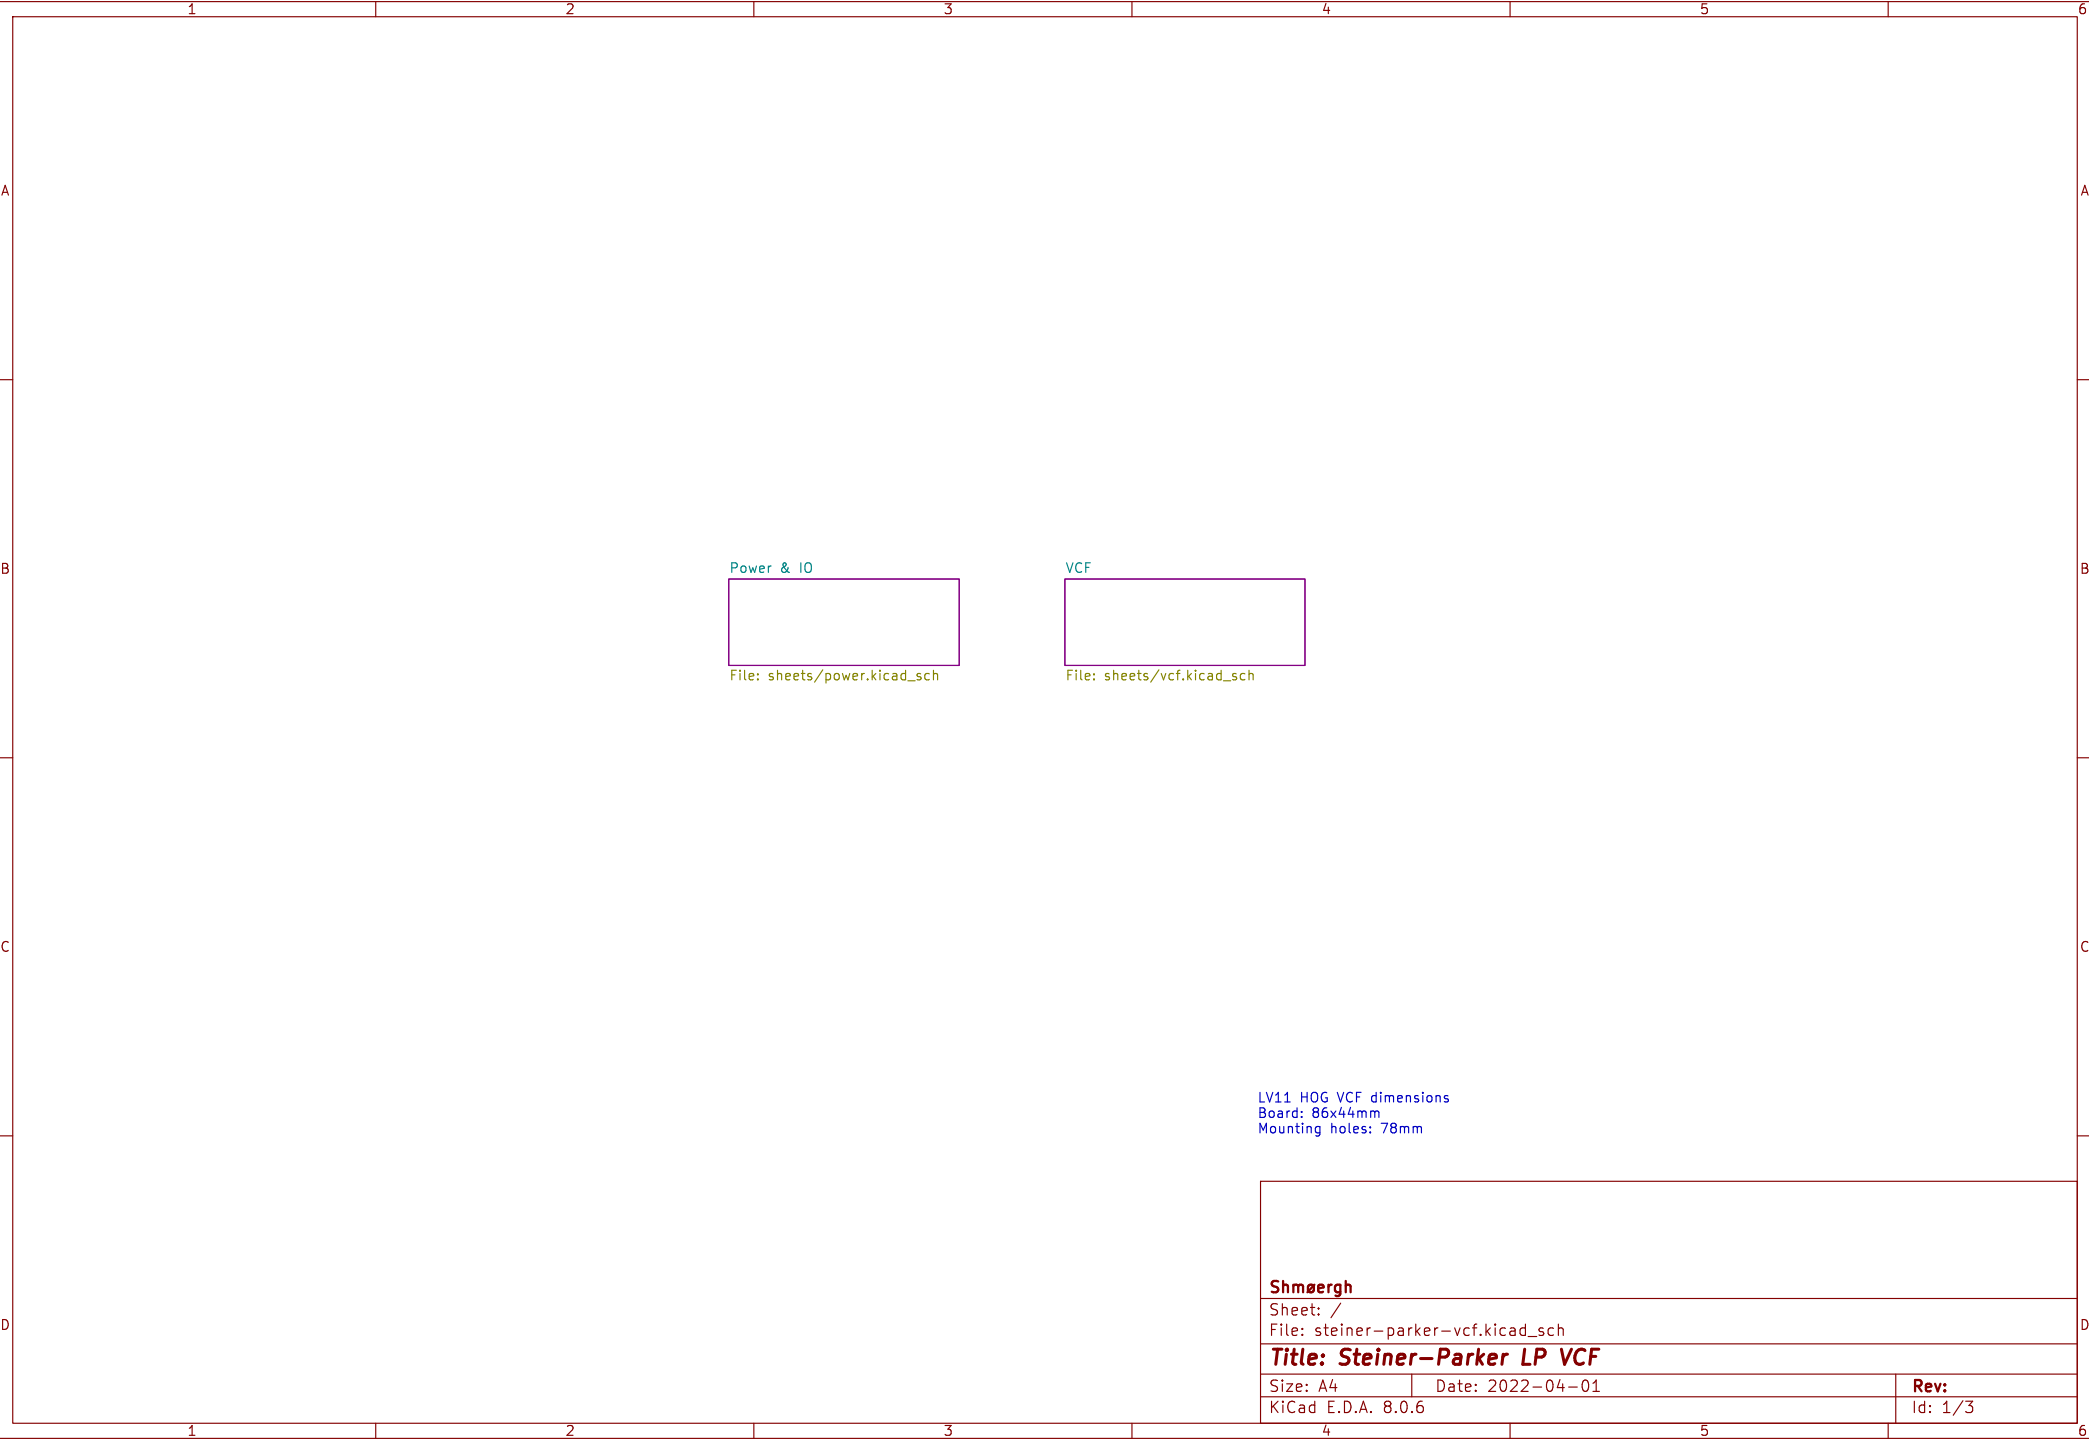 1 2 3 4 5 6
A A
Power & IO VCF
B B
File: sheets/power.kicad_sch File: sheets/vcf.kicad_sch
C C
LV11 HOG VCF dimensions
Board: 86x44mm
Mounting holes: 78mm
Shmøergh
Sheet: /
D D
File: steiner-parker-vcf.kicad_sch
Title: Steiner-Parker LP VCF
Size: A4 Date: 2022-04-01 Rev:
KiCad E.D.A. 8.0.6 Id: 1/3
1 2 3 4 5 6